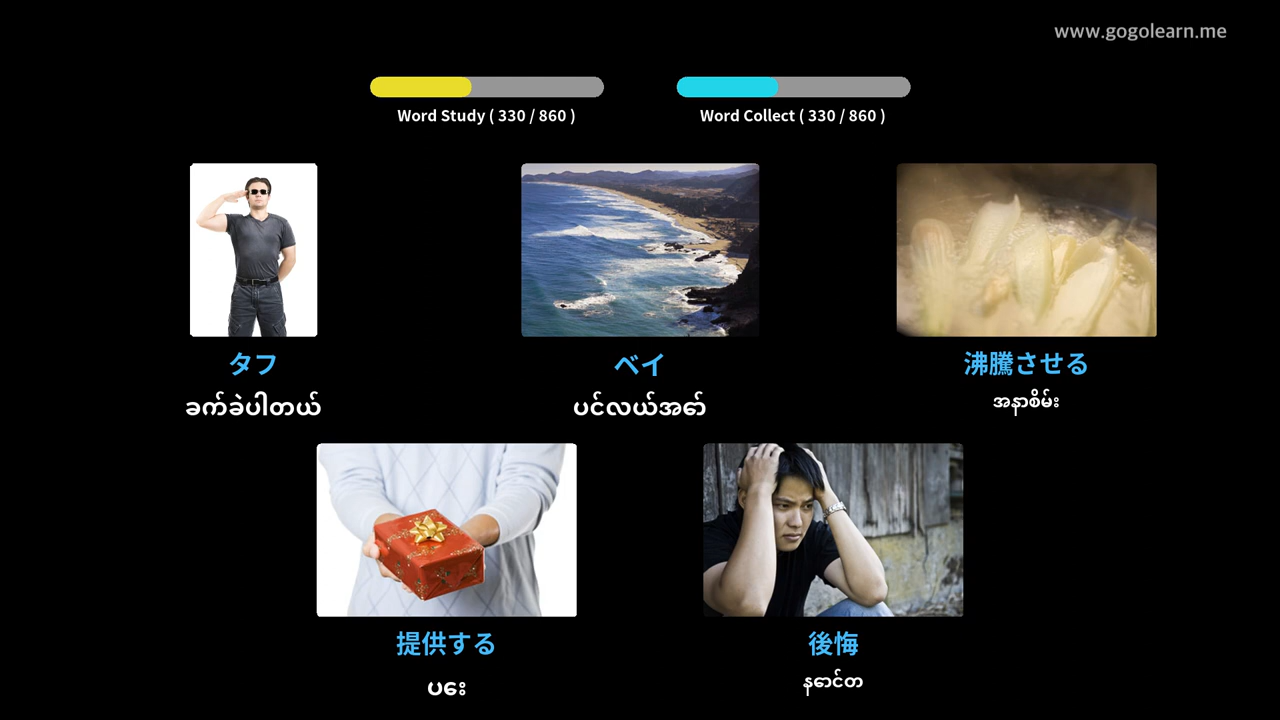 www.gogolearn.me
Word Study ( 330 / 860 )
Word Collect ( 330 / 860 )
タフ
ベイ
沸騰させる
ခက်ခဲပါတယ်
ပင်လယ်အော်
အနာစိမ်း
提供する
後悔
ပေး
နောင်တ